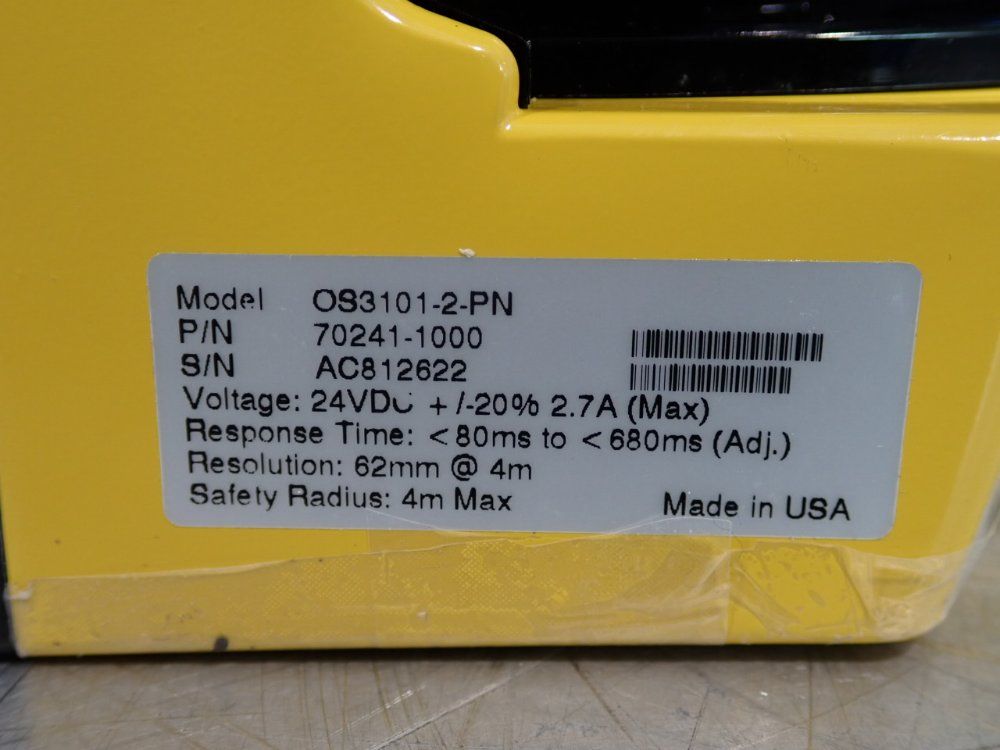 Model OS3101-2-PN
P/N 70241-1000
S/N AC812622
Voltage: 24VDC +/-20% 2.7A (Max)
Response Time: <80ms to <680ms (Adj.)
Resolution: 62mm @ 4m
Safety Radius: 4m Max
Made in USA